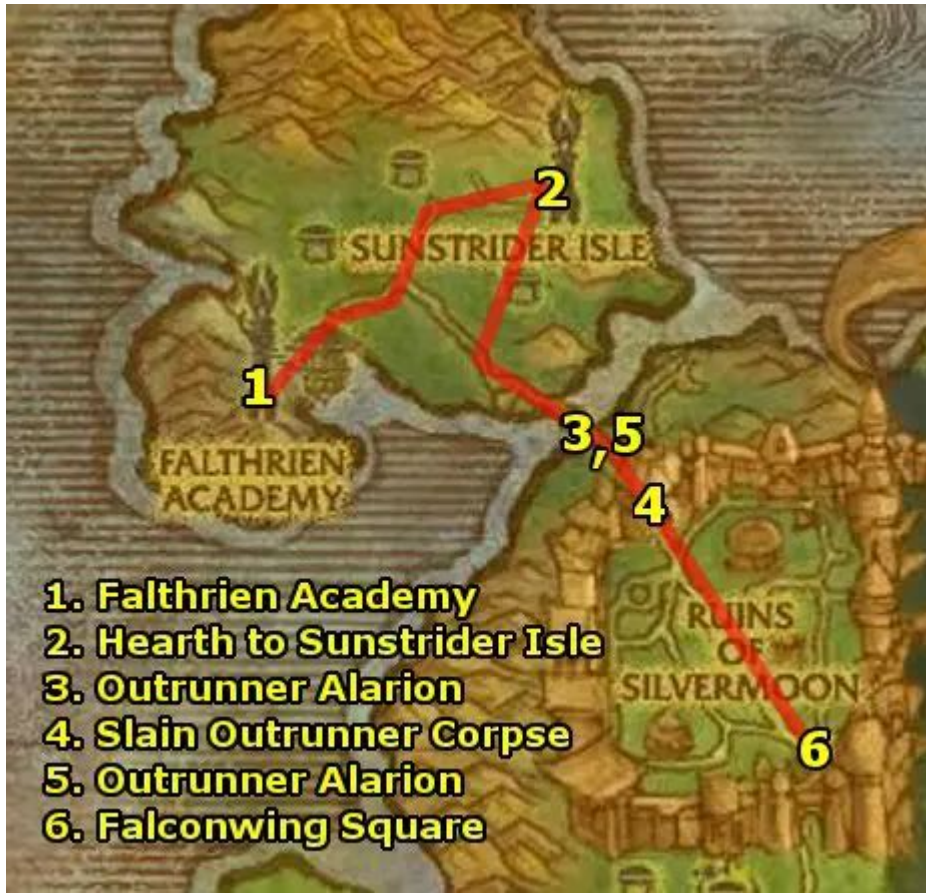 2
SUNSTRIDER ISLE
1
3,5
FALTHRIEN
ACADEMY
4
RUINS
OF
SILVERMOON
6
1. Falthrien Academy
2. Hearth to Sunstrider Isle
3. Outrunner Alarion
4. Slain Outrunner Corpse
5. Outrunner Alarion
6. Falconwing Square